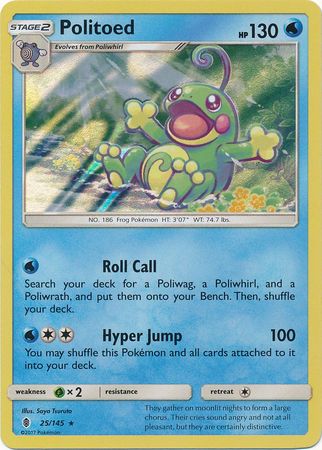 STAGE2 Politoed HP 130
Evolves from Poliwhirl
NO. 186 Frog Pokémon HT: 3'07" WT: 74.7 lbs.
Roll Call
Search your deck for a Poliwag, a Poliwhirl, and a
Poliwrath, and put them onto your Bench. Then, shuffle
your deck.
Hyper Jump 100
You may shuffle this Pokémon and all cards attached to it
into your deck.
weakness ×2 resistance retreat
Illus. Saya Tsuruta
25/145
©2017 Pokémon
They gather on moonlit nights to form a large
circle. Their cries sound angry and not at all
pleasant, but they are certainly distinctive.